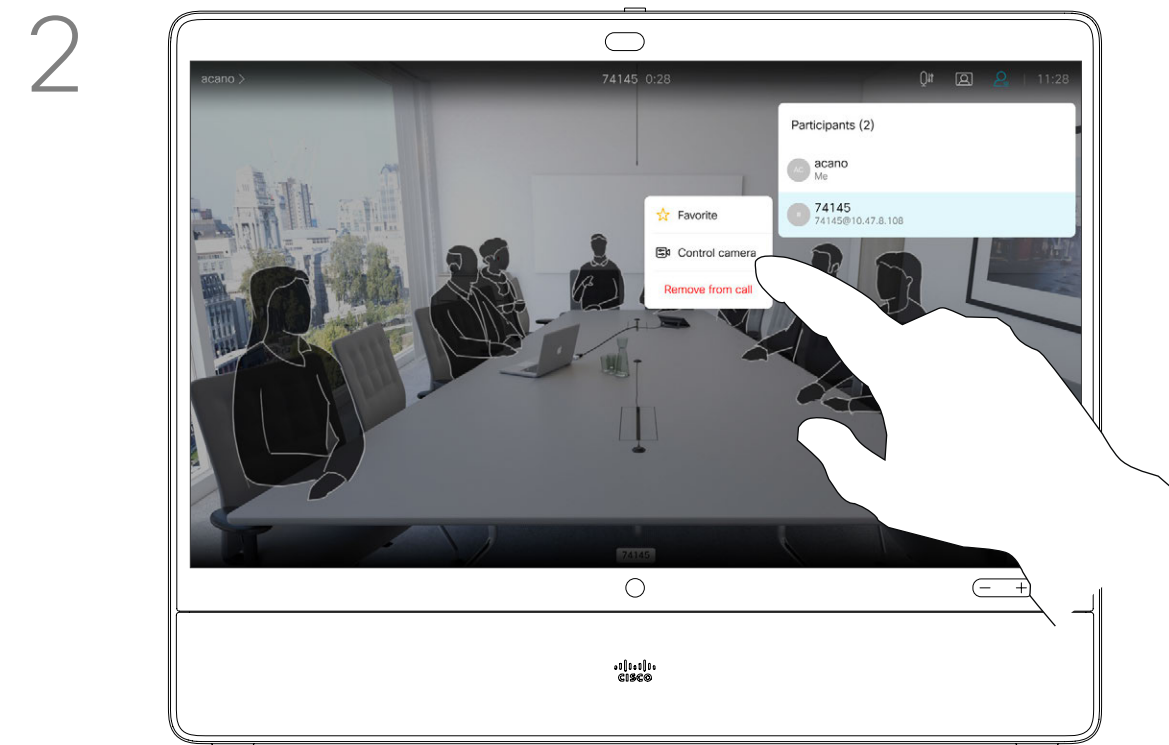 2
acano >
74145 0:28
11:28
Participants (2)
AC
acano
Me
74145
74145@10.47.8.108
Favorite
Control camera
Remove from call
74145
− +
CISCO